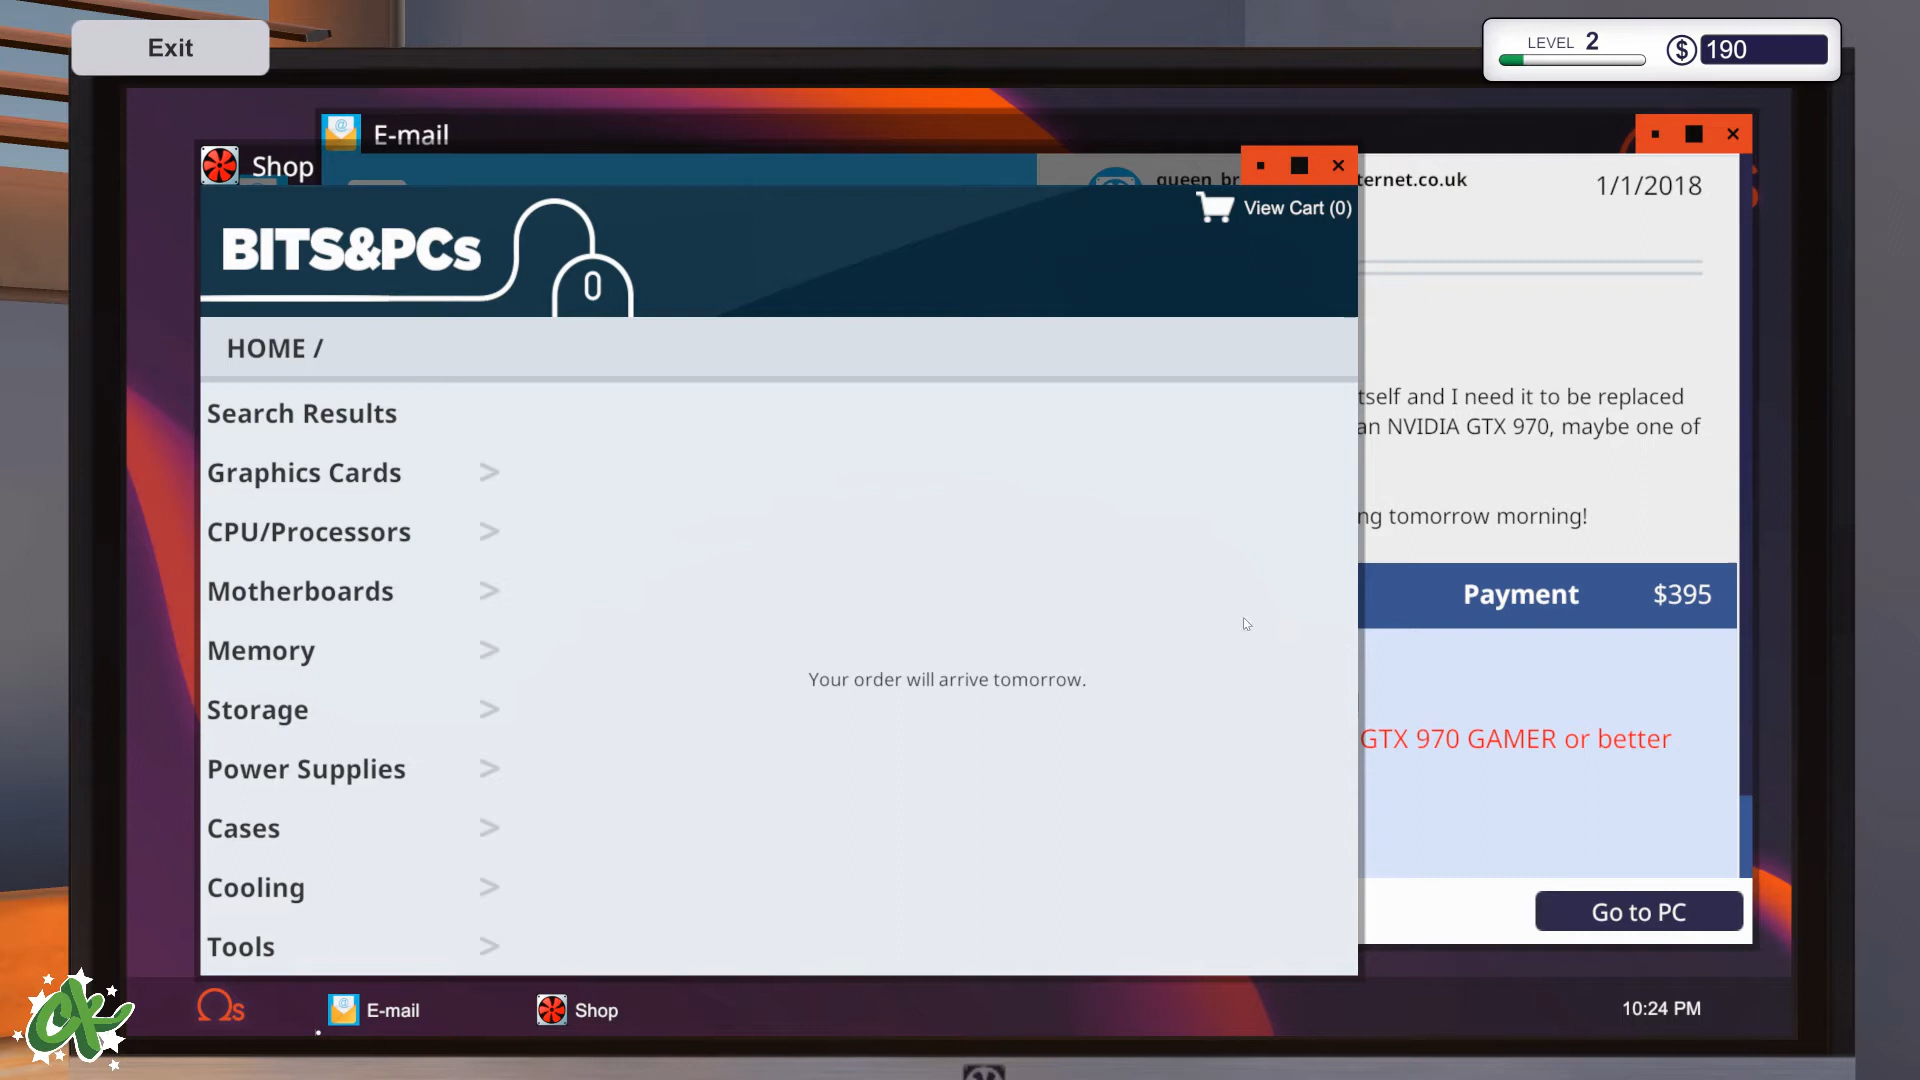 Exit
LEVEL 2
$ 190
E-mail
Shop
ternet.co.uk
1/1/2018
View Cart (0)
BITS&PCs
HOME /
Search Results
Graphics Cards >
CPU/Processors >
Motherboards >
Memory >
Storage >
Power Supplies >
Cases >
Cooling >
Tools >
Your order will arrive tomorrow.
tself and I need it to be replaced
an NVIDIA GTX 970, maybe one of
ng tomorrow morning!
Payment $395
GTX 970 GAMER or better
Go to PC
Ωs
E-mail
Shop
10:24 PM